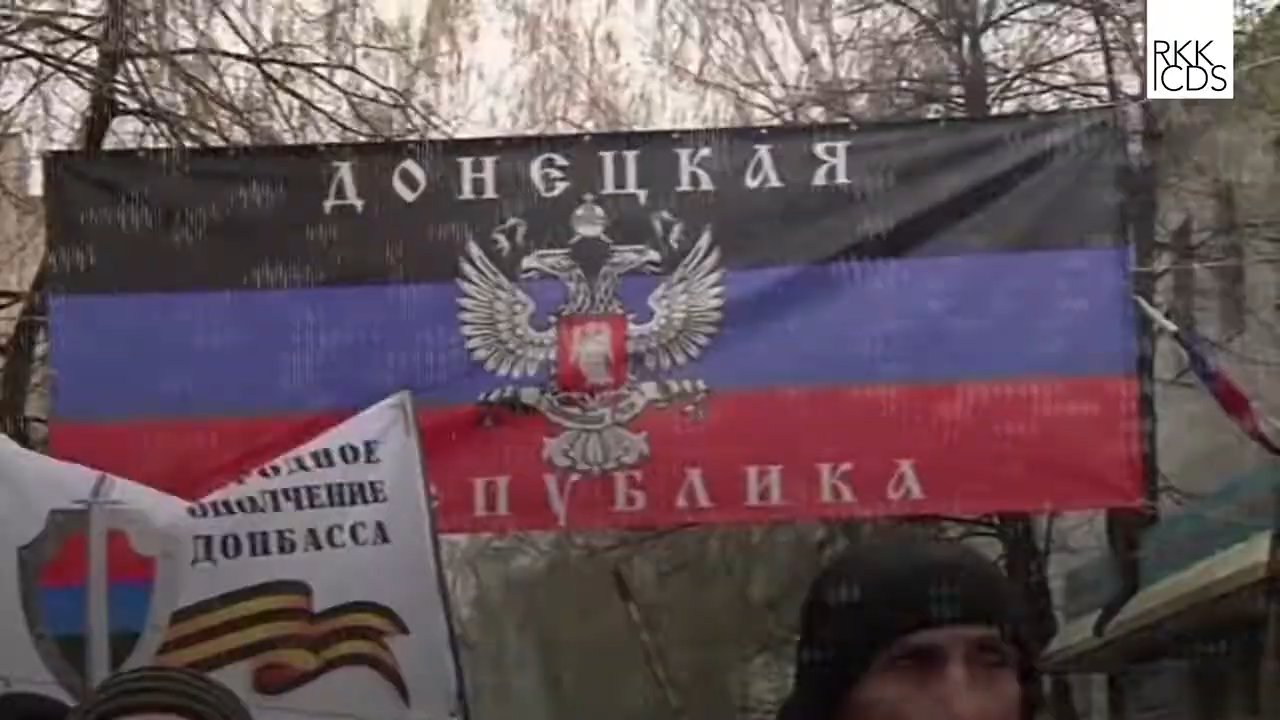 RKK
ICDS
ДОНЕЦКАЯ
ПУБЛИКА
ОПОЛЧЕНИЕ
ДОНБАССА